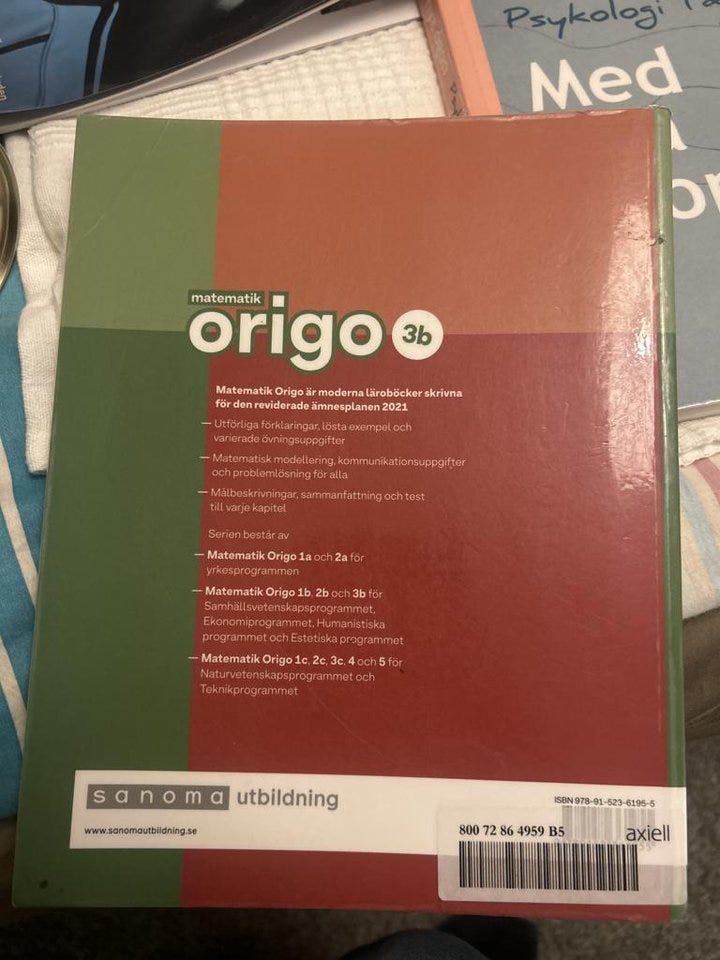 Psykologi
Med
matematik
origo 3b
Matematik Origo är moderna läroböcker skrivna
för den reviderade ämnesplanen 2021
— Utförliga förklaringar, lösta exempel och
varierade övningsuppgifter
— Matematisk modellering, kommunikationsuppgifter
och problemlösning för alla
— Målbeskrivningar, sammanfattning och test
till varje kapitel
Serien består av
— Matematik Origo 1a och 2a för
yrkesprogrammen
— Matematik Origo 1b, 2b och 3b för
Samhällsvetenskapsprogrammet,
Ekonomiprogrammet, Humanistiska
programmet och Estetiska programmet
— Matematik Origo 1c, 2c, 3c, 4 och 5 för
Naturvetenskapsprogrammet och
Teknikprogrammet
sanoma utbildning
www.sanomautbildning.se
ISBN 978-91-523-6195-5
800 72 86 4959 B5
axiell